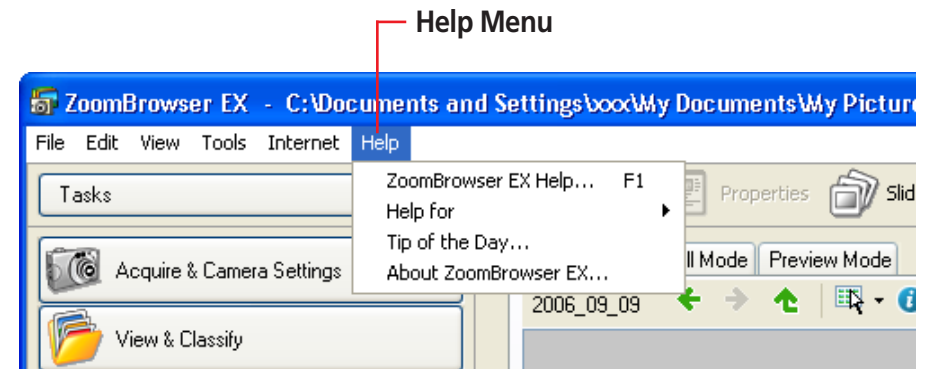 Help Menu
ZoomBrowser EX - C:\Documents and Settings\xxx\My Documents\My Picture
File Edit View Tools Internet Help
ZoomBrowser EX Help... F1
Help for
Tip of the Day...
About ZoomBrowser EX...
Tasks
Properties
Slid
Acquire & Camera Settings
ll Mode
Preview Mode
2006_09_09
View & Classify